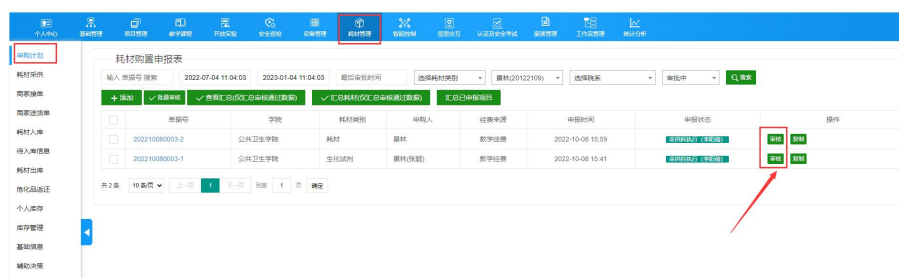 个人中心 基础管理 项目管理 教学课程 开放实验 安全巡检 设备管理 耗材管理 智能控制 信息交互 认证及安全考试 废液管理 工作流管理 统计分析
申购计划
耗材采供
商家接单
商家送货单
耗材入库
待入库信息
耗材出库
危化品返还
个人库存
库存管理
基础信息
辅助决策
耗材购置申报表
输入 单据号 搜索 2022-07-04 11:04:03 2023-01-04 11:04:03 最后审批时间 选择耗材类别 晏林(20122109) 选择院系 审批中 搜索
添加 批量审核 查看汇总(仅汇总审核通过数据) 汇总耗材(仅汇总审核通过数据) 汇总已申报项目
单据号 学院 耗材类别 申购人 经费来源 申报时间 申报状态 操作
202210080003-2 公共卫生学院 耗材 晏林 教学经费 2022-10-08 15:59 审核 复制
202210080003-1 公共卫生学院 生化试剂 教学经费 2022-10-08 15:41 审核 复制
共 2 条 10 条/页 上一页 1 下一页 到第 1 页 确定